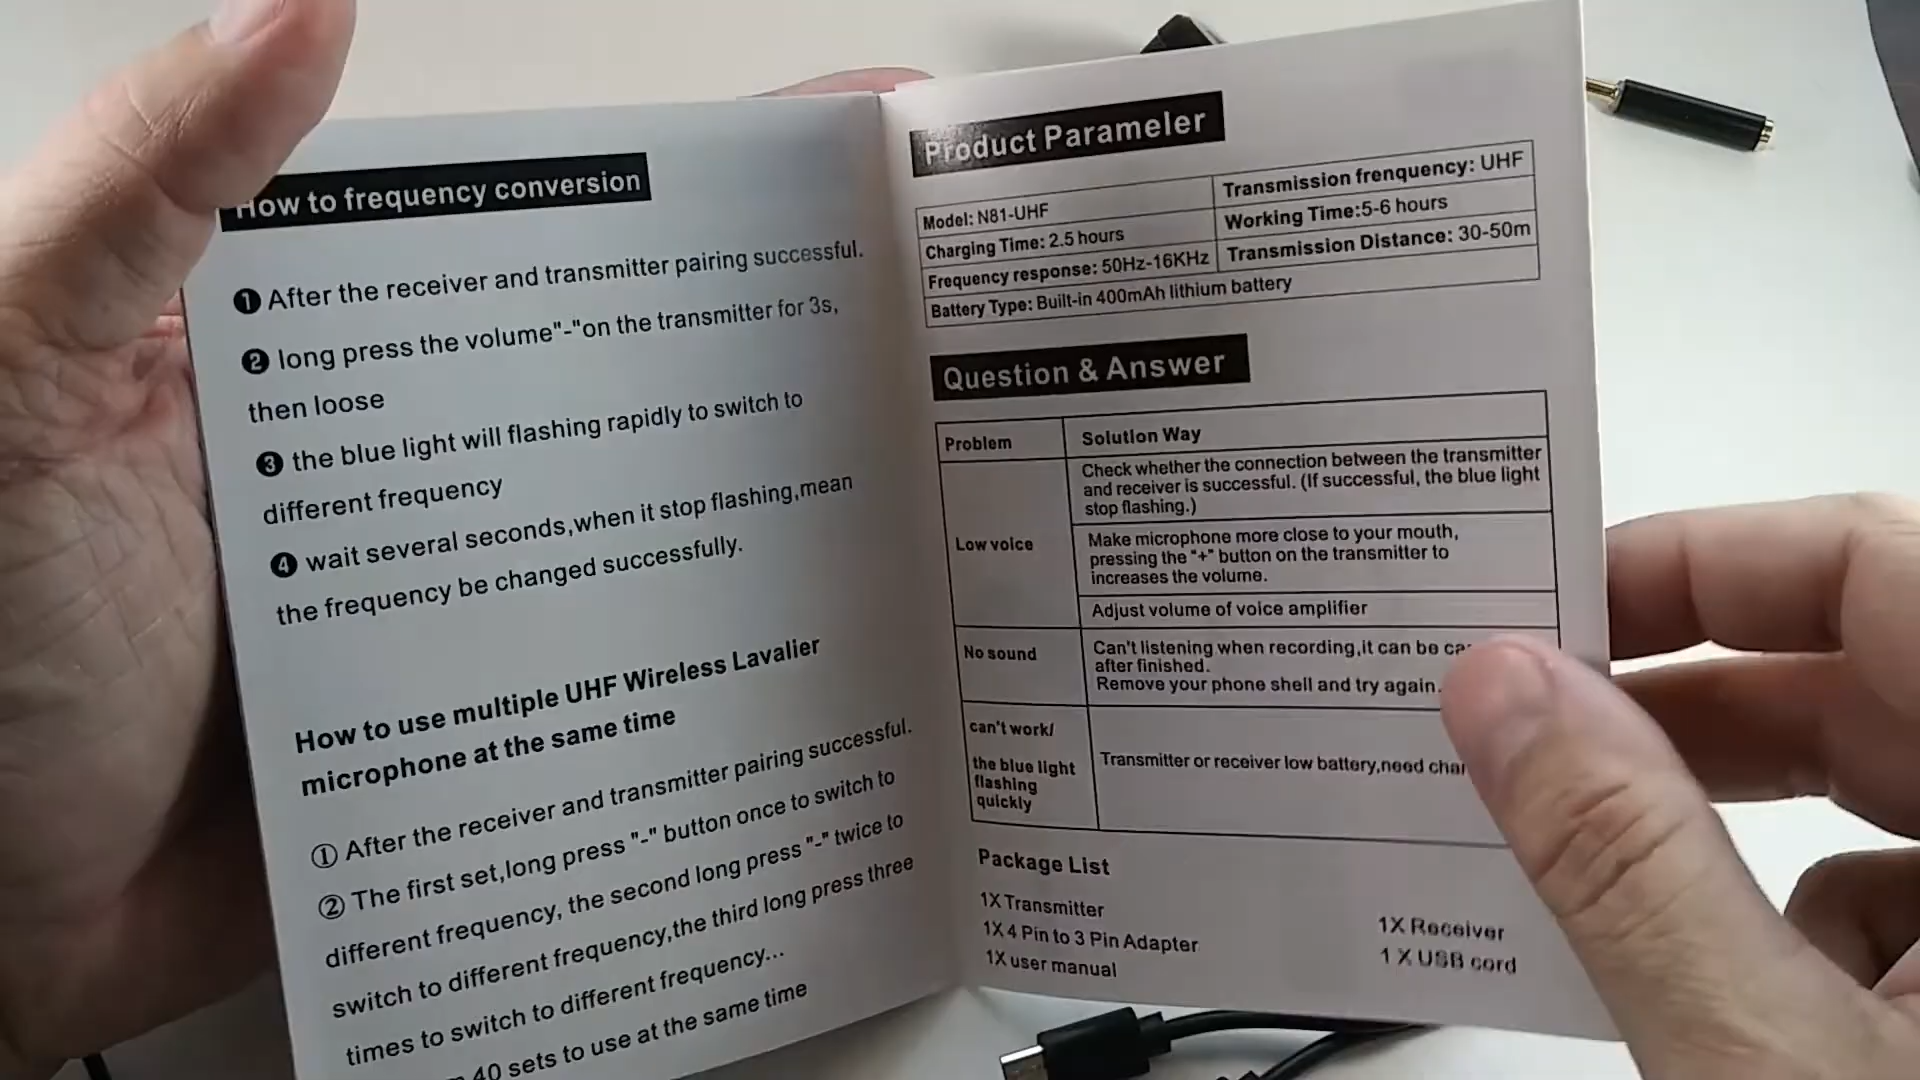 How to frequency conversion
❶ After the receiver and transmitter pairing successful.
❷ long press the volume"-"on the transmitter for 3s,
then loose
❸ the blue light will flashing rapidly to switch to
different frequency
❹ wait several seconds,when it stop flashing,mean
the frequency be changed successfully.
How to use multiple UHF Wireless Lavalier
microphone at the same time
① After the receiver and transmitter pairing successful.
② The first set,long press "-" button once to switch to
different frequency, the second long press "-" twice to
switch to different frequency,the third long press three
times to switch to different frequency...
40 sets to use at the same time
Product Parameler
Model: N81-UHF
Transmission frenquency: UHF
Charging Time: 2.5 hours
Working Time:5-6 hours
Frequency response: 50Hz-16KHz
Transmission Distance: 30-50m
Battery Type: Built-in 400mAh lithium battery
Question & Answer
Problem
Solution Way
Low voice
Check whether the connection between the transmitter
and receiver is successful. (If successful, the blue light
stop flashing.)
Make microphone more close to your mouth,
pressing the "+" button on the transmitter to
increases the volume.
Adjust volume of voice amplifier
No sound
Can't listening when recording,it can be
after finished.
Remove your phone shell and try again.
can't work/
the blue light
flashing
quickly
Transmitter or receiver low battery,need
Package List
1X Transmitter
1X Receiver
1X 4 Pin to 3 Pin Adapter
1 X USB cord
1X user manual